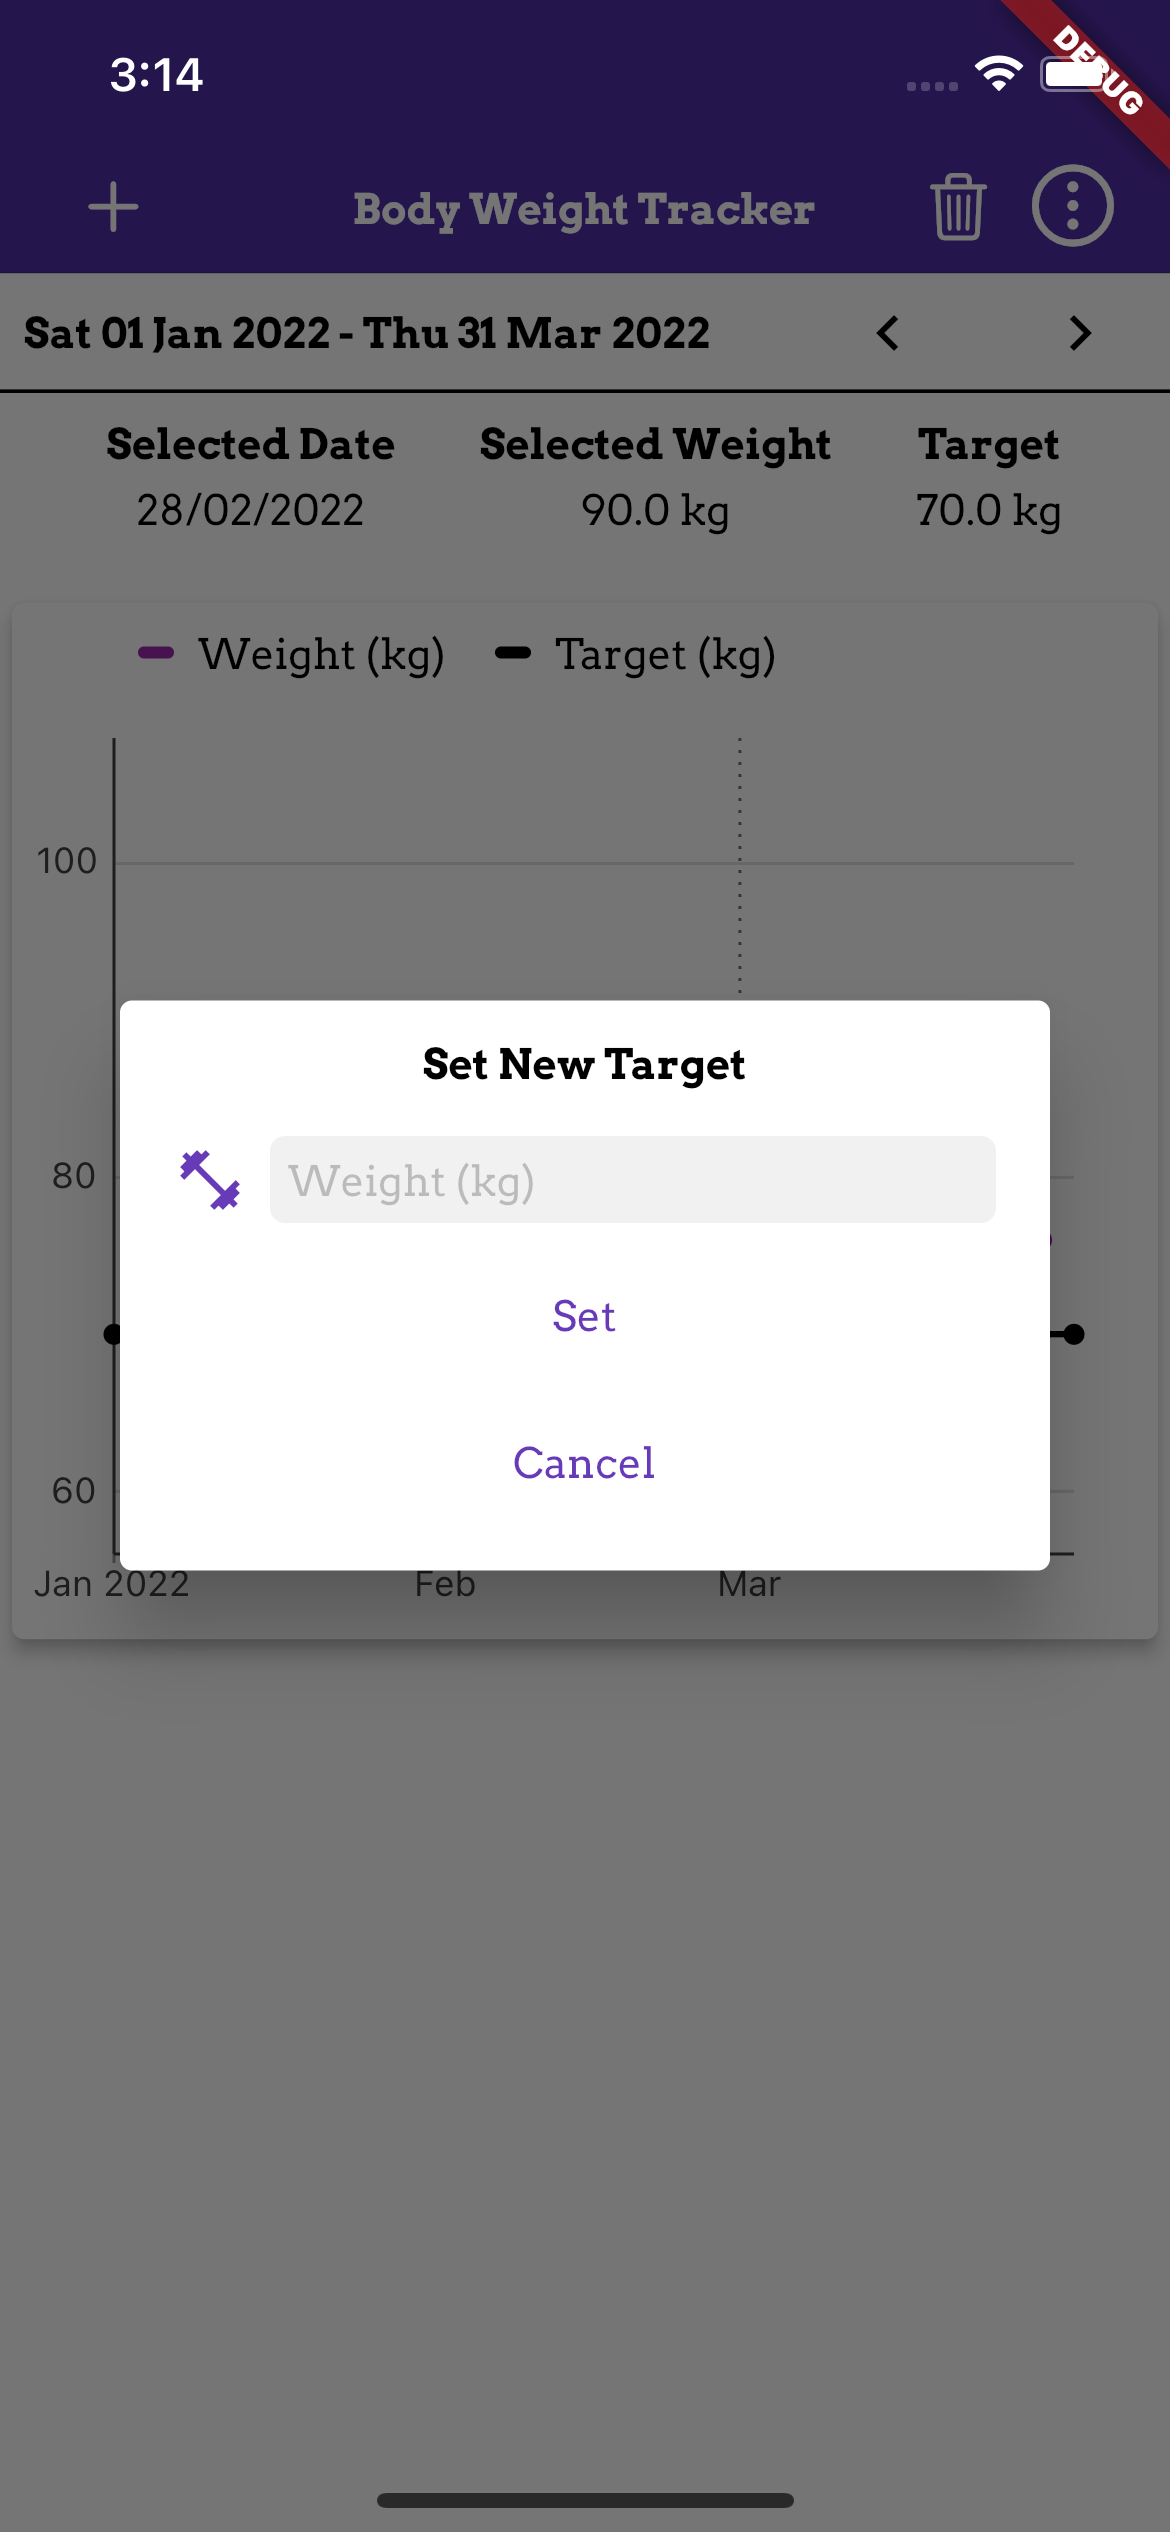 3:14
DEBUG
Body Weight Tracker
Sat 01 Jan 2022 - Thu 31 Mar 2022
Selected Date Selected Weight Target
28/02/2022 90.0 kg 70.0 kg
Weight (kg) Target (kg)
100
Set New Target
80
Weight (kg)
Set
Cancel
60
Jan 2022 Feb Mar